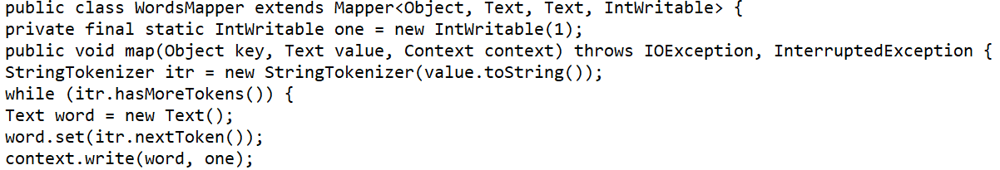 public class WordsMapper extends Mapper<Object, Text, Text, IntWritable> {
private final static IntWritable one = new IntWritable(1);
public void map(Object key, Text value, Context context) throws IOException, InterruptedException {
StringTokenizer itr = new StringTokenizer(value.toString());
while (itr.hasMoreTokens()) {
Text word = new Text();
word.set(itr.nextToken());
context.write(word, one);